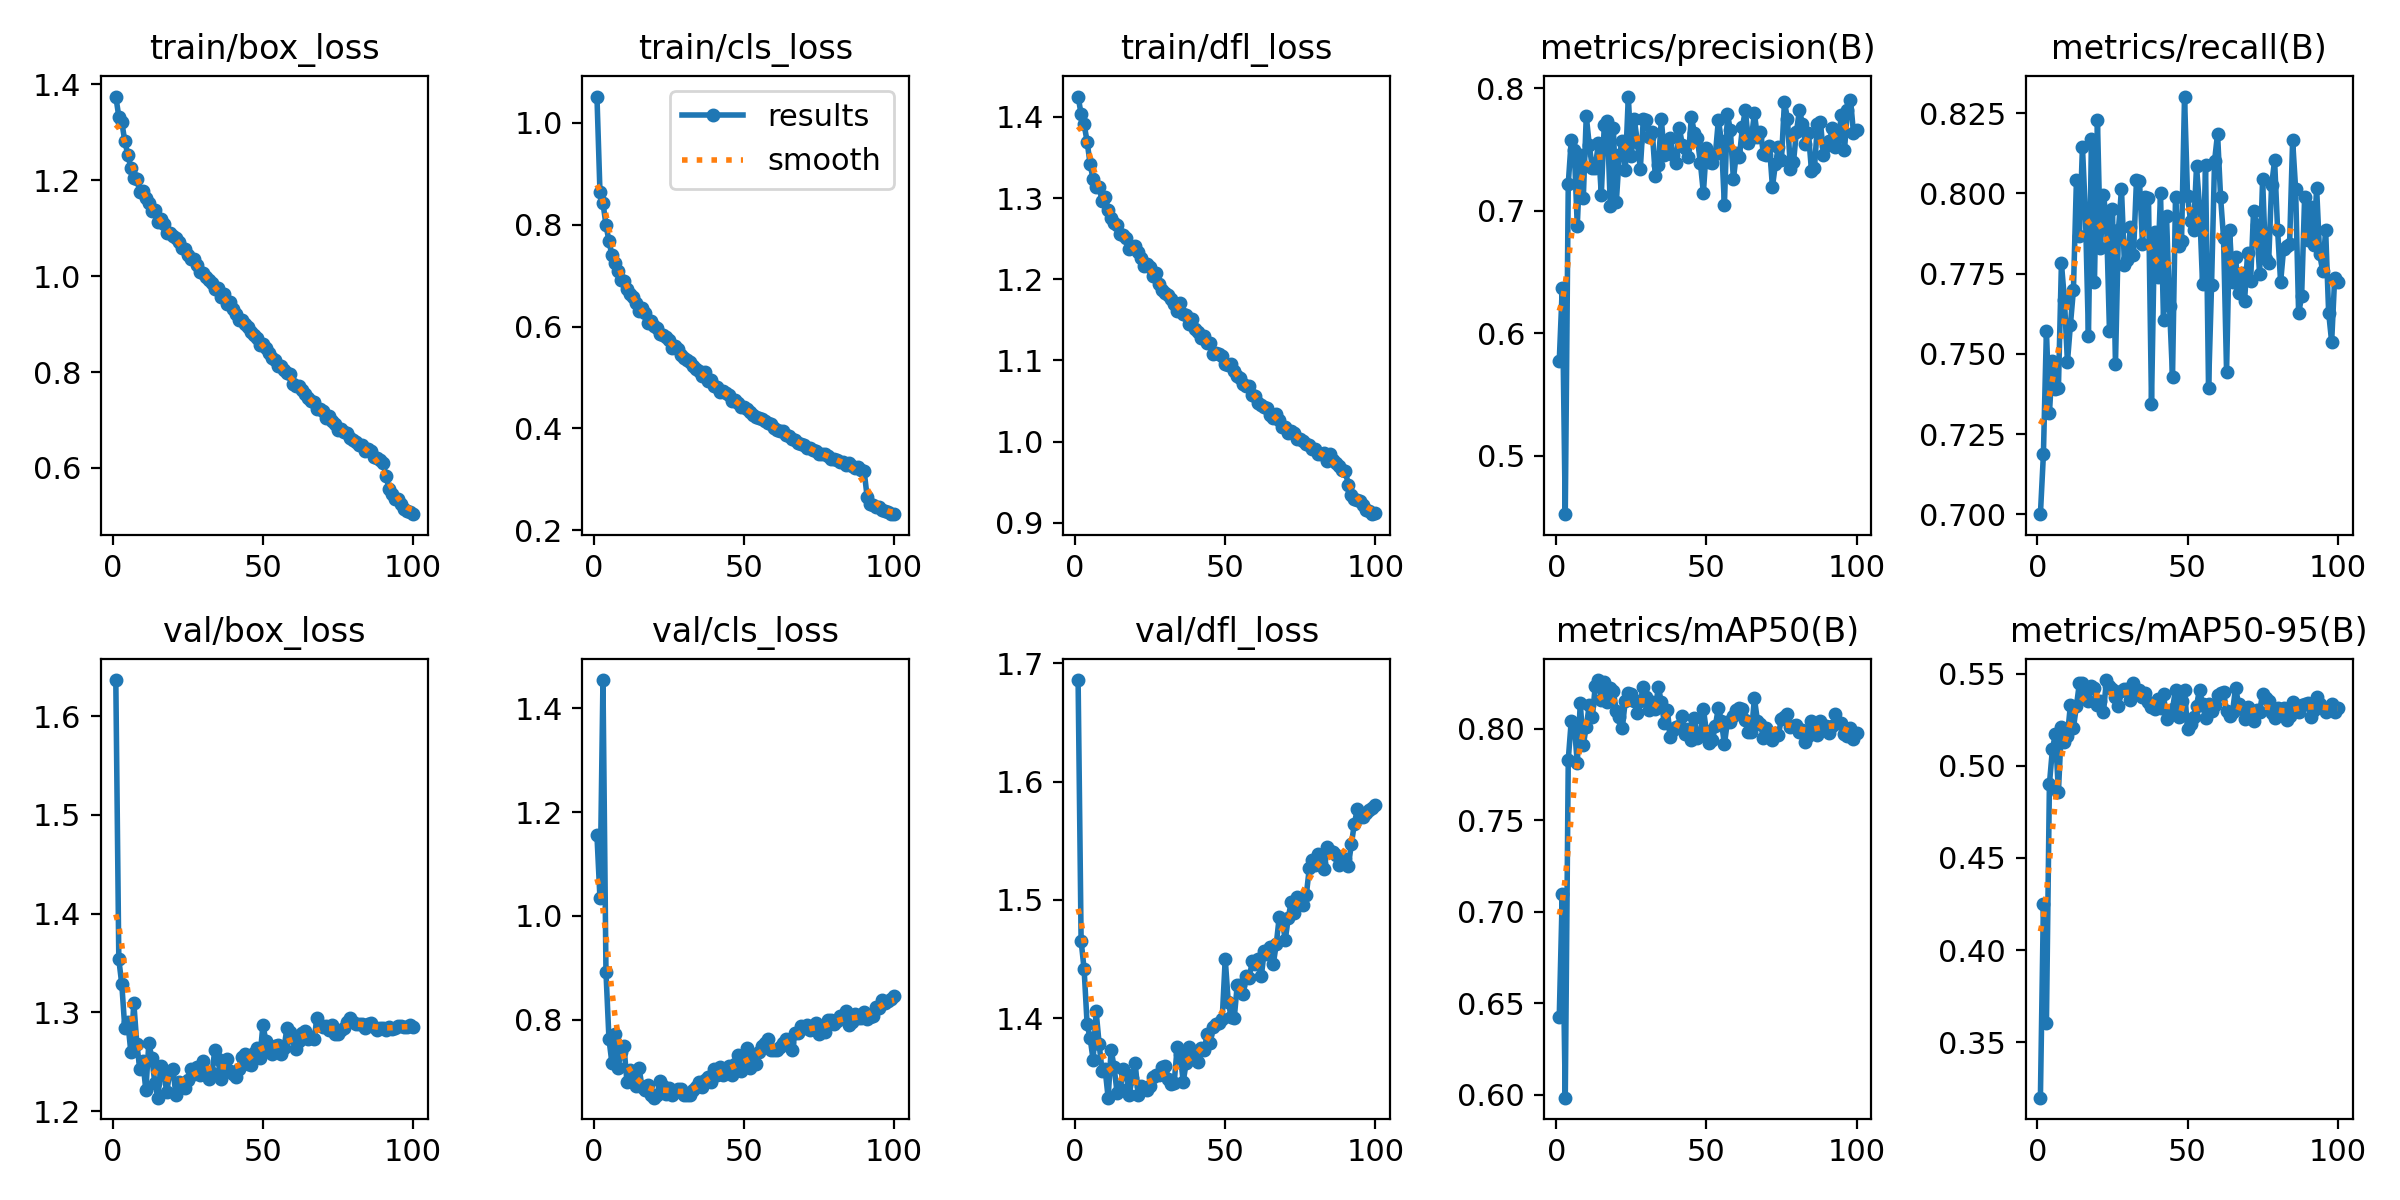 train/box_loss
1.4
1.2
1.0
0.8
0.6
0 50 100
train/cls_loss
results
smooth
1.0
0.8
0.6
0.4
0.2
0 50 100
train/dfl_loss
1.4
1.3
1.2
1.1
1.0
0.9
0 50 100
metrics/precision(B)
0.8
0.7
0.6
0.5
0 50 100
metrics/recall(B)
0.825
0.800
0.775
0.750
0.725
0.700
0 50 100
val/box_loss
1.6
1.5
1.4
1.3
1.2
0 50 100
val/cls_loss
1.4
1.2
1.0
0.8
0 50 100
val/dfl_loss
1.7
1.6
1.5
1.4
0 50 100
metrics/mAP50(B)
0.80
0.75
0.70
0.65
0.60
0 50 100
metrics/mAP50-95(B)
0.55
0.50
0.45
0.40
0.35
0 50 100